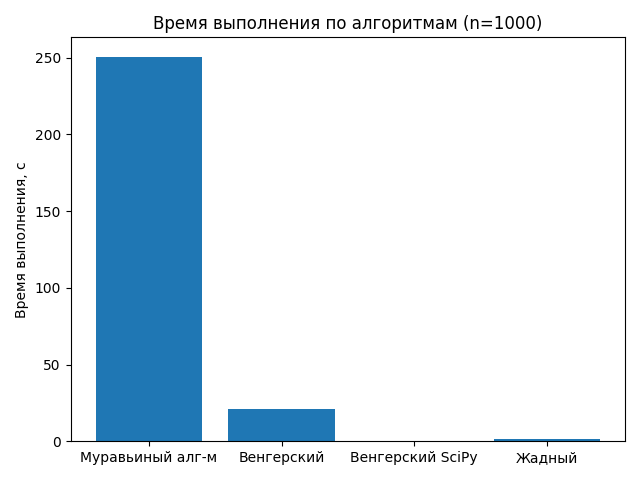 Время выполнения по алгоритмам (n=1000)
Время выполнения, с
250
200
150
100
50
0
Муравьиный алг-м
Венгерский
Венгерский SciPy
Жадный